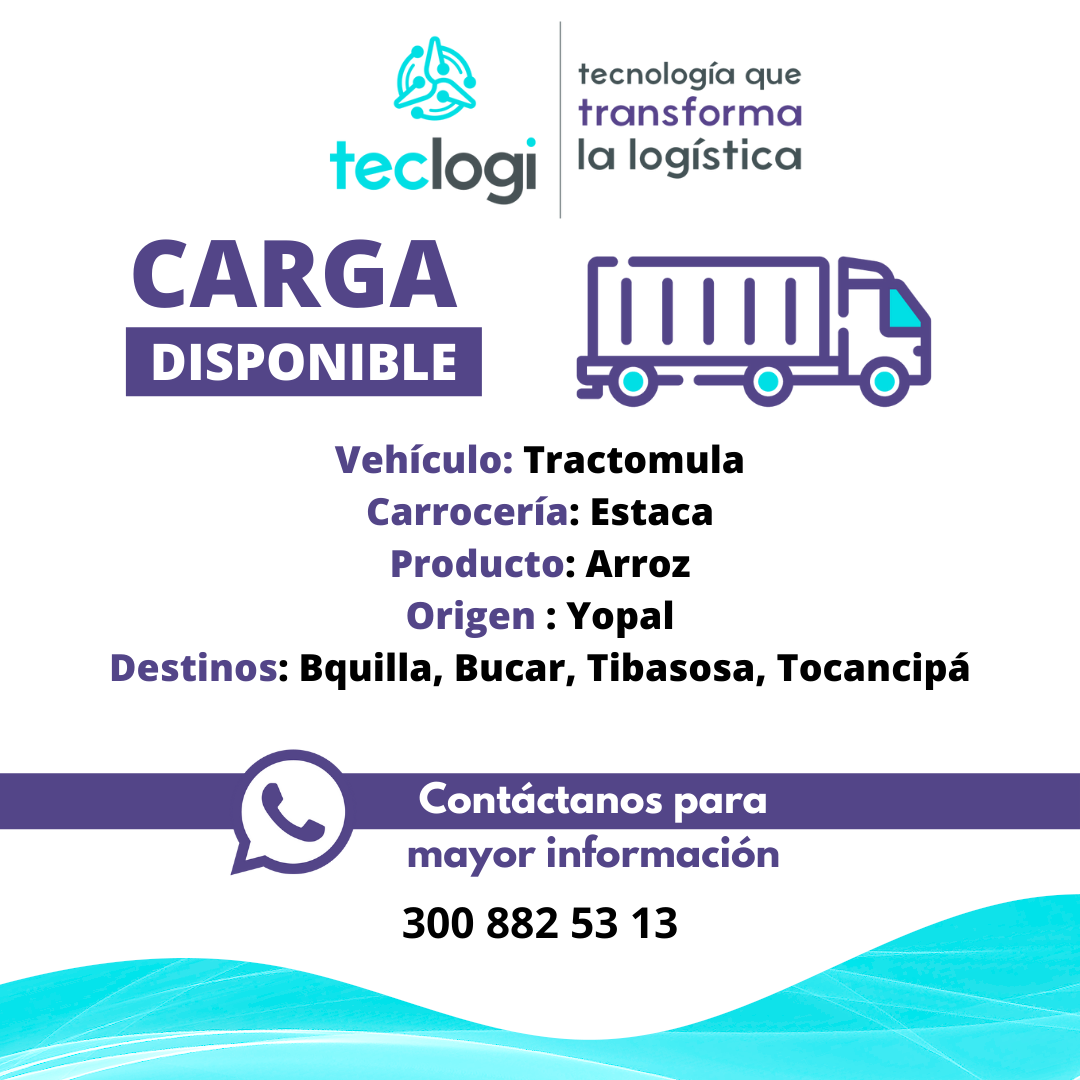 teclogi
tecnología que
transforma
la logística
CARGA
DISPONIBLE
Vehículo: Tractomula
Carrocería: Estaca
Producto: Arroz
Origen : Yopal
Destinos: Bquilla, Bucar, Tibasosa, Tocancipá
Contáctanos para
mayor información
300 882 53 13